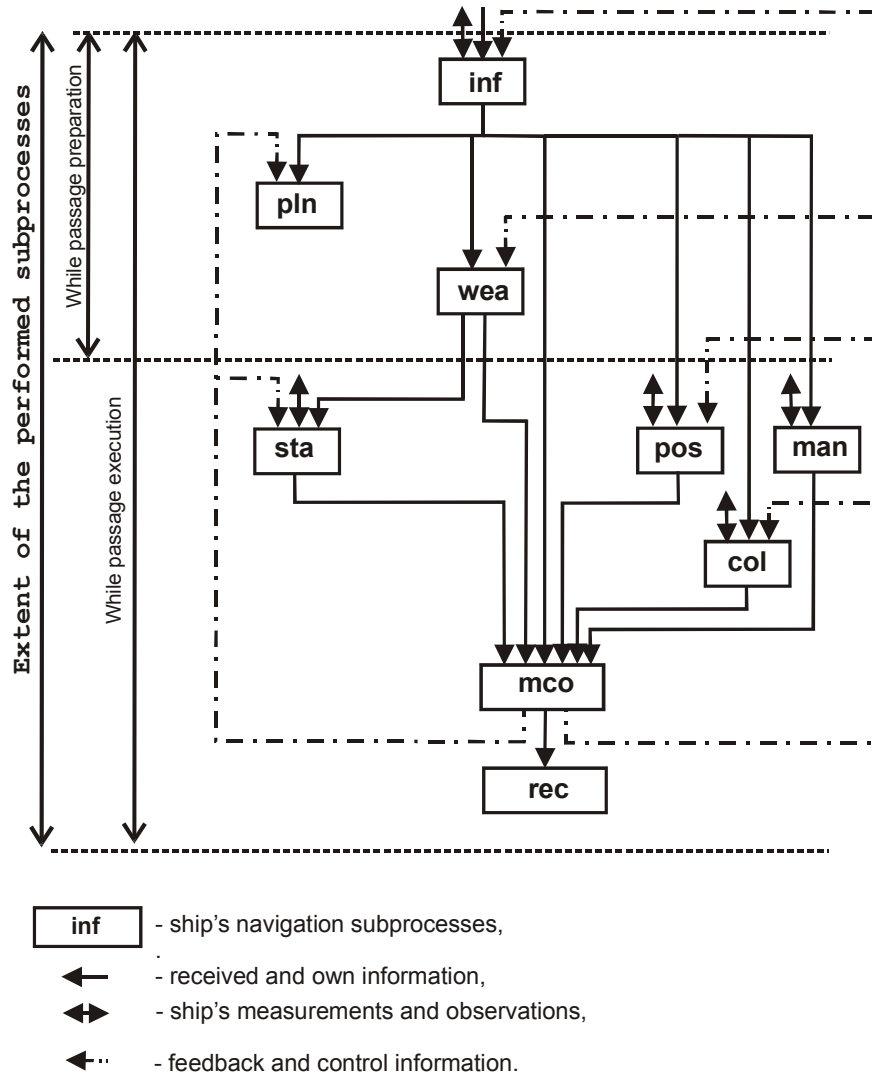 Extent of the performed subprocesses
While passage preparation
While passage execution
inf
pln
wea
sta
pos
man
col
mco
rec
inf - ship's navigation subprocesses,
.
- received and own information,
- ship's measurements and observations,
- feedback and control information.